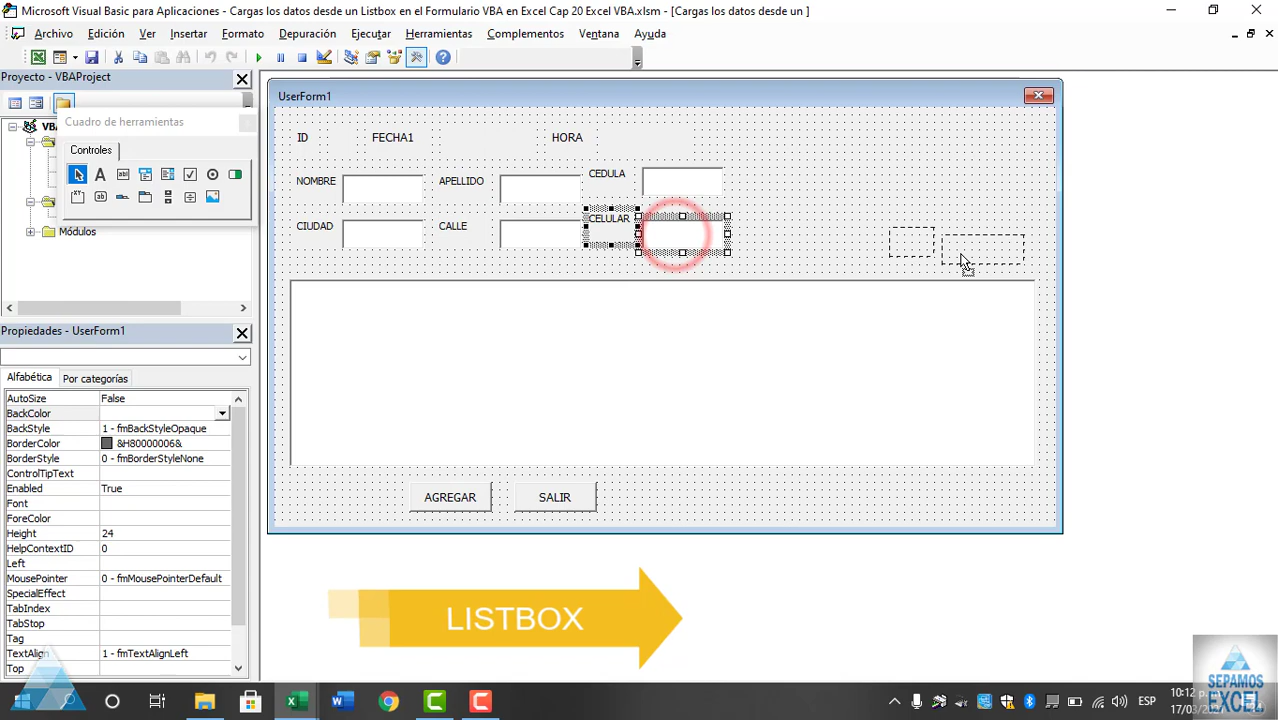 Microsoft Visual Basic para Aplicaciones - Cargas los datos desde un Listbox en el Formulario VBA en Excel Cap 20 Excel VBA.xlsm - [Cargas los datos desde un ]
Archivo Edición Ver Insertar Formato Depuración Ejecutar Herramientas Complementos Ventana Ayuda
Proyecto - VBAProject
Cuadro de herramientas
Controles
VBA
Módulos
Propiedades - UserForm1
Alfabética Por categorías
AutoSize False
BackColor
BackStyle 1 - fmBackStyleOpaque
BorderColor &H80000006&
BorderStyle 0 - fmBorderStyleNone
ControlTipText
Enabled True
Font
ForeColor
Height 24
HelpContextID 0
Left
MousePointer 0 - fmMousePointerDefault
SpecialEffect
TabIndex
TabStop
Tag
TextAlign 1 - fmTextAlignLeft
Top
UserForm1
ID FECHA1 HORA
NOMBRE APELLIDO CEDULA
CIUDAD CALLE CELULAR
AGREGAR SALIR
LISTBOX
SEPAMOS
EXCEL
ESP
10:12 p.